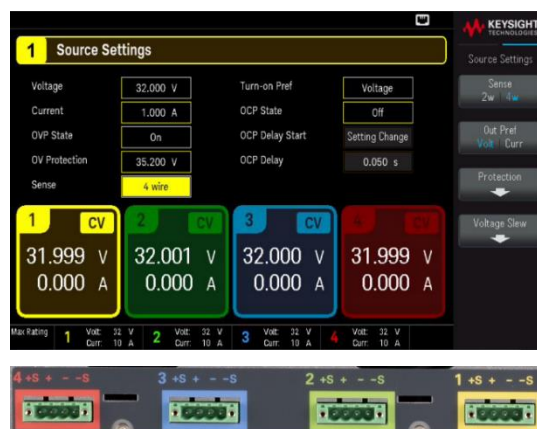 KEYSIGHT
TECHNOLOGIES
1 Source Settings
Source Settings
Voltage 32.000 V Turn-on Pref Voltage
Current 1.000 A OCP State Off
OVP State On OCP Delay Start Setting Change
OV Protection 35.200 V OCP Delay 0.050 s
Sense 4 wire
Sense
2w 4w
Out Pref
Volt Curr
Protection
Voltage Slew
1 CV 2 CV 3 CV 4 CV
31.999 V 32.001 V 32.000 V 31.999 V
0.000 A 0.000 A 0.000 A 0.000 A
Max Rating 1 Volt: 32 V 2 Volt: 32 V 3 Volt: 32 V 4 Volt: 32 V
Curr: 10 A Curr: 10 A Curr: 10 A Curr: 10 A
4 +S + - -S 3 +S + - -S 2 +S + - -S 1 +S + - -S